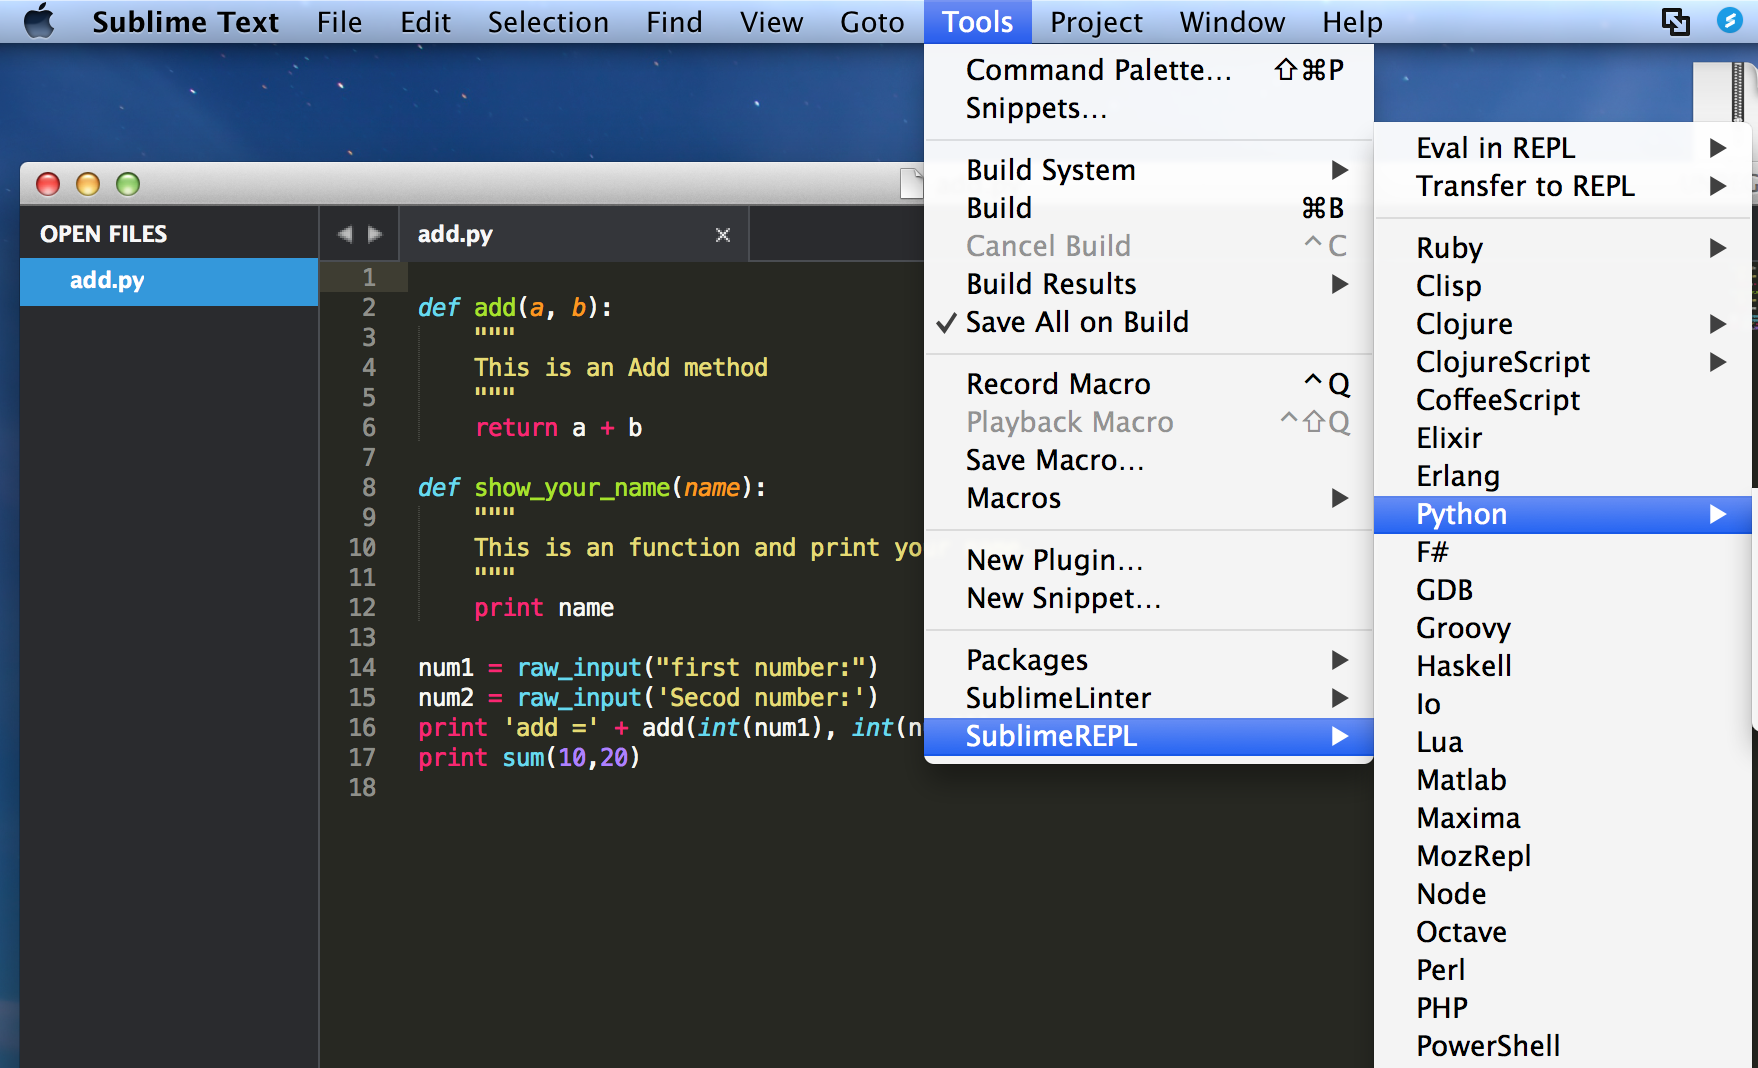 Sublime Text File Edit Selection Find View Goto Tools Project Window Help
OPEN FILES
add.py
add.py ×
1
2 def add(a, b):
3 """
4 This is an Add method
5 """
6 return a + b
7
8 def show_your_name(name):
9 """
10 This is an function and print
11 """
12 print name
13
14 num1 = raw_input("first number:")
15 num2 = raw_input('Secod number:')
16 print 'add =' + add(int(num1), int(n
17 print sum(10,20)
18
Command Palette... ⇧⌘P
Snippets...
Build System ▶
Build ⌘B
Cancel Build ^C
Build Results ▶
✓ Save All on Build
Record Macro ^Q
Playback Macro ^⇧Q
Save Macro...
Macros ▶
New Plugin...
New Snippet...
Packages ▶
SublimeLinter ▶
SublimeREPL ▶
Eval in REPL ▶
Transfer to REPL ▶
Ruby ▶
Clisp
Clojure ▶
ClojureScript ▶
CoffeeScript
Elixir
Erlang
Python ▶
F#
GDB
Groovy
Haskell
Io
Lua
Matlab
Maxima
MozRepl
Node
Octave
Perl
PHP
PowerShell